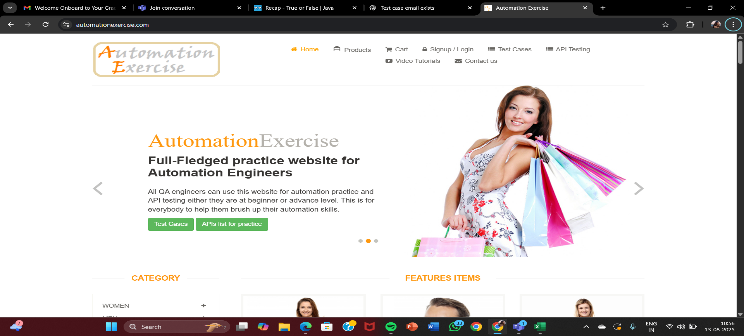 Welcome Onboard to Your Gri
Join conversation
Recap - True or False | Java
Test case email exists
Automation Exercise
automationexercise.com
Automation
Exercise
Home
Products
Cart
Signup / Login
Test Cases
API Testing
Video Tutorials
Contact us
AutomationExercise
Full-Fledged practice website for
Automation Engineers
All QA engineers can use this website for automation practice and
API testing either they are at beginner or advance level. This is for
everybody to help them brush up their automation skills.
Test Cases
APIs list for practice
CATEGORY
FEATURES ITEMS
WOMEN
Search
ENG
IN